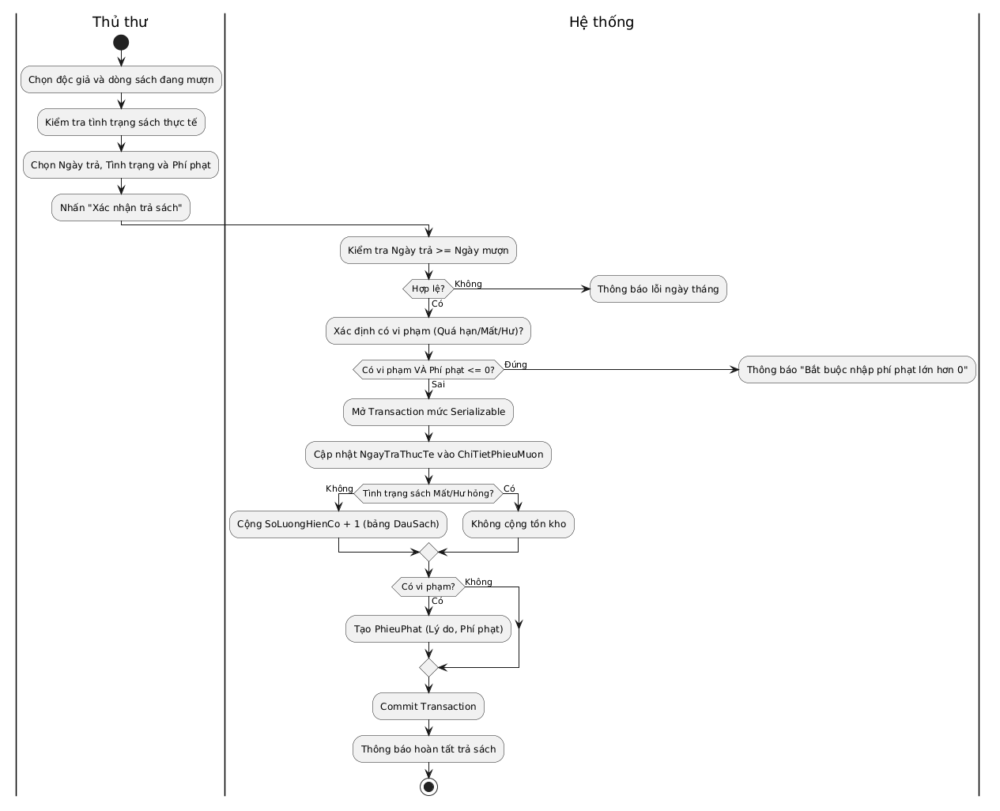 Thủ thư
Hệ thống
Chọn độc giả và dòng sách đang mượn
Kiểm tra tình trạng sách thực tế
Chọn Ngày trả, Tình trạng và Phí phạt
Nhấn "Xác nhận trả sách"
Kiểm tra Ngày trả >= Ngày mượn
Hợp lệ?
Không
Thông báo lỗi ngày tháng
Có
Xác định có vi phạm (Quá hạn/Mất/Hư)?
Có vi phạm VÀ Phí phạt <= 0?
Đúng
Thông báo "Bắt buộc nhập phí phạt lớn hơn 0"
Sai
Mở Transaction mức Serializable
Cập nhật NgayTraThucTe vào ChiTietPhieuMuon
Không
Tình trạng sách Mất/Hư hỏng?
Có
Cộng SoLuongHienCo + 1 (bảng DauSach)
Không cộng tồn kho
Có vi phạm?
Không
Có
Tạo PhieuPhat (Lý do, Phí phạt)
Commit Transaction
Thông báo hoàn tất trả sách